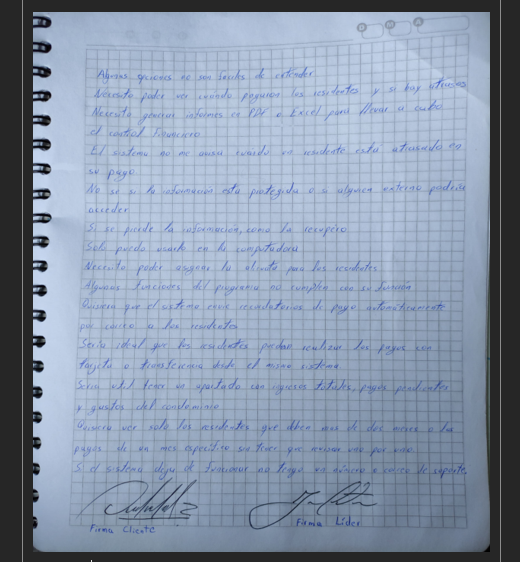 D M A
Algunas opciones no son faciles de entender
Necesito poder ver cuando pagaron los residentes y si hay atrasos
Necesito generar informes en PDF o Excel para llevar a cabo
el control financiero
El sistema no me avisa cuando un residente está atrasado en
su pago
No se si la información está protegida o si alguien externo podria
acceder
Si se pierde la información, como la recupero
Solo puedo usarlo en la computadora
Necesito poder asignar la alicuota para los residentes
Algunas funciones del programa no cumplen con su función
Quisiera que el sistema envie recordatorios de pago automáticamente
por correo a los residentes
Seria ideal que los residentes puedan realizar los pagos con
tarjeta o transferencia desde el mismo sistema
Seria util tener un apartado con ingresos totales, pagos pendientes
y gastos del condominio
Quisiera ver solo los residentes que deben mas de dos meses o los
pagos de un mes especifico sin tener que revisar uno por uno
Si el sistema deja de funcionar no tengo un número o correo de soporte.
Firma Cliente
Firma Líder